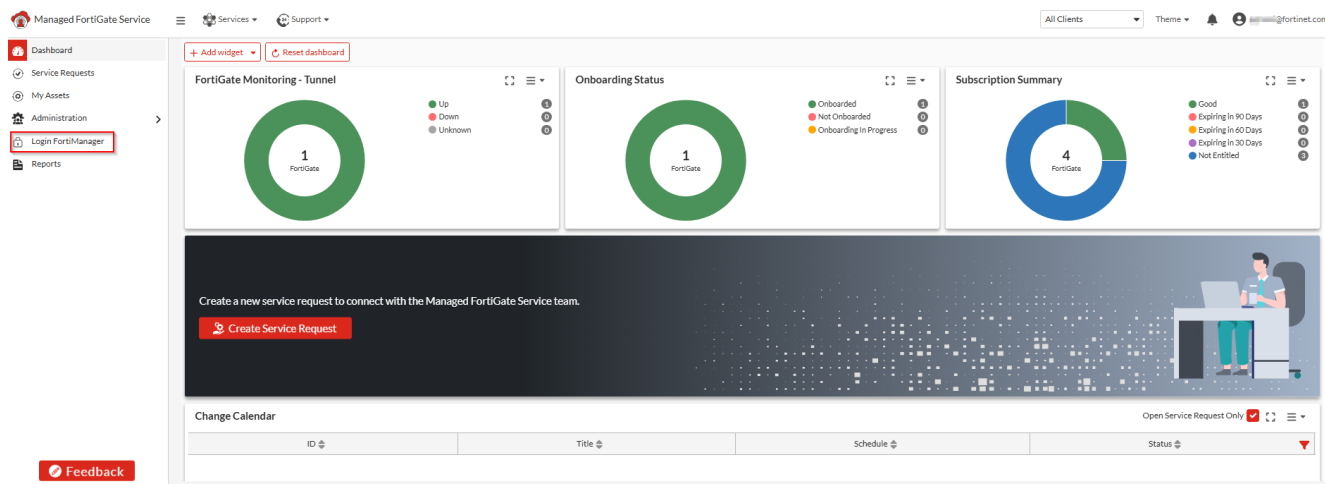 Managed FortiGate Service
Services
Support
All Clients
Theme
@fortinet.com
Dashboard
Service Requests
My Assets
Administration
Login FortiManager
Reports
+ Add widget
Reset dashboard
FortiGate Monitoring - Tunnel
1
FortiGate
Up 1
Down 0
Unknown 0
Onboarding Status
1
FortiGate
Onboarded 1
Not Onboarded 0
Onboarding In Progress 0
Subscription Summary
4
FortiGate
Good 1
Expiring in 90 Days 0
Expiring in 60 Days 0
Expiring in 30 Days 0
Not Entitled 3
Create a new service request to connect with the Managed FortiGate Service team.
Create Service Request
Change Calendar
Open Service Request Only
ID Title Schedule Status
Feedback